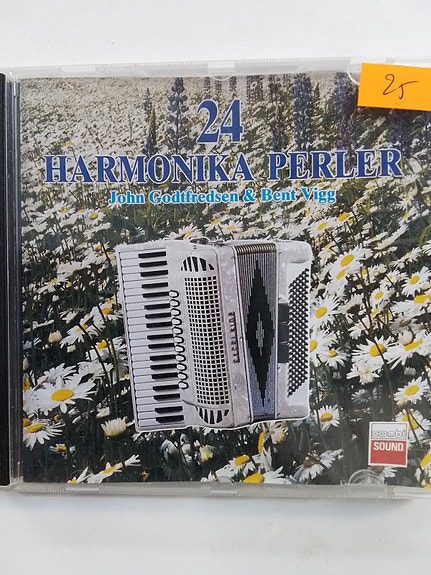 25
24
HARMONIKA PERLER
John Godtfredsen & Bent Vigg
SOUND